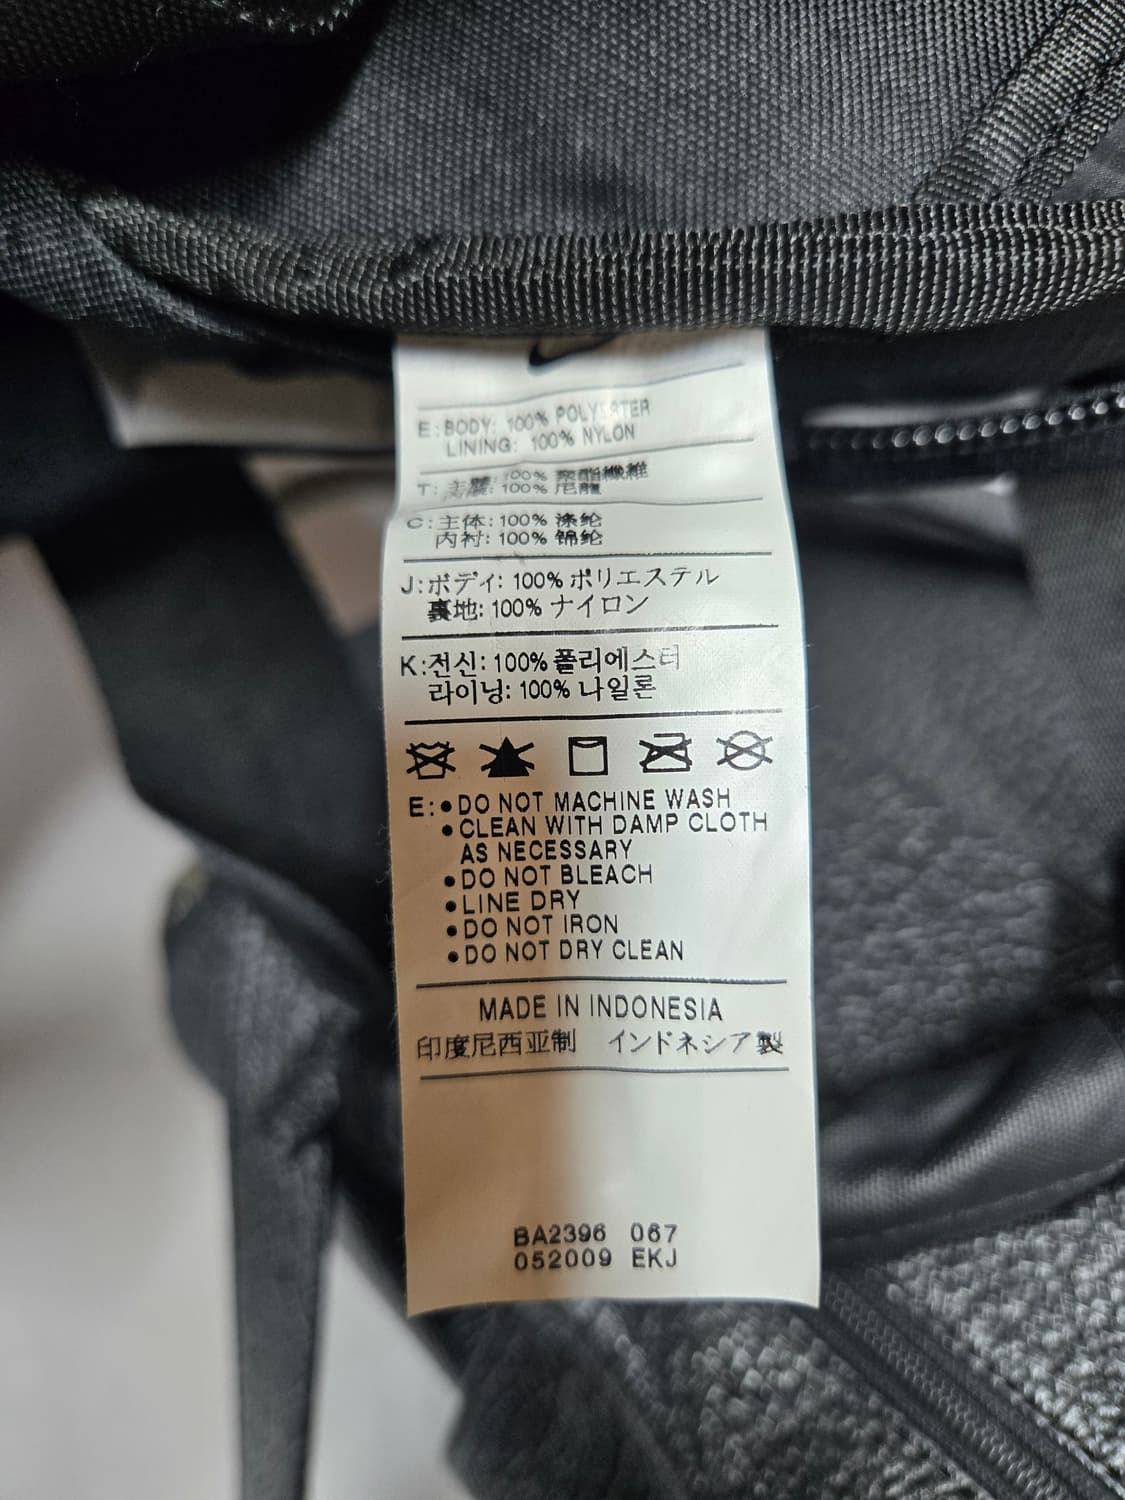 E: BODY: 100% POLYESTER
LINING: 100% NYLON
T: 主體: 100% 聚酯纖維
100% 尼龍
C: 主体: 100% 涤纶
内衬: 100% 锦纶
J: ボディ: 100% ポリエステル
裏地: 100% ナイロン
K: 전신: 100% 폴리에스터
라이닝: 100% 나일론
E: ● DO NOT MACHINE WASH
● CLEAN WITH DAMP CLOTH
AS NECESSARY
● DO NOT BLEACH
● LINE DRY
● DO NOT IRON
● DO NOT DRY CLEAN
MADE IN INDONESIA
印度尼西亚制 インドネシア製
BA2396 067
052009 EKJ